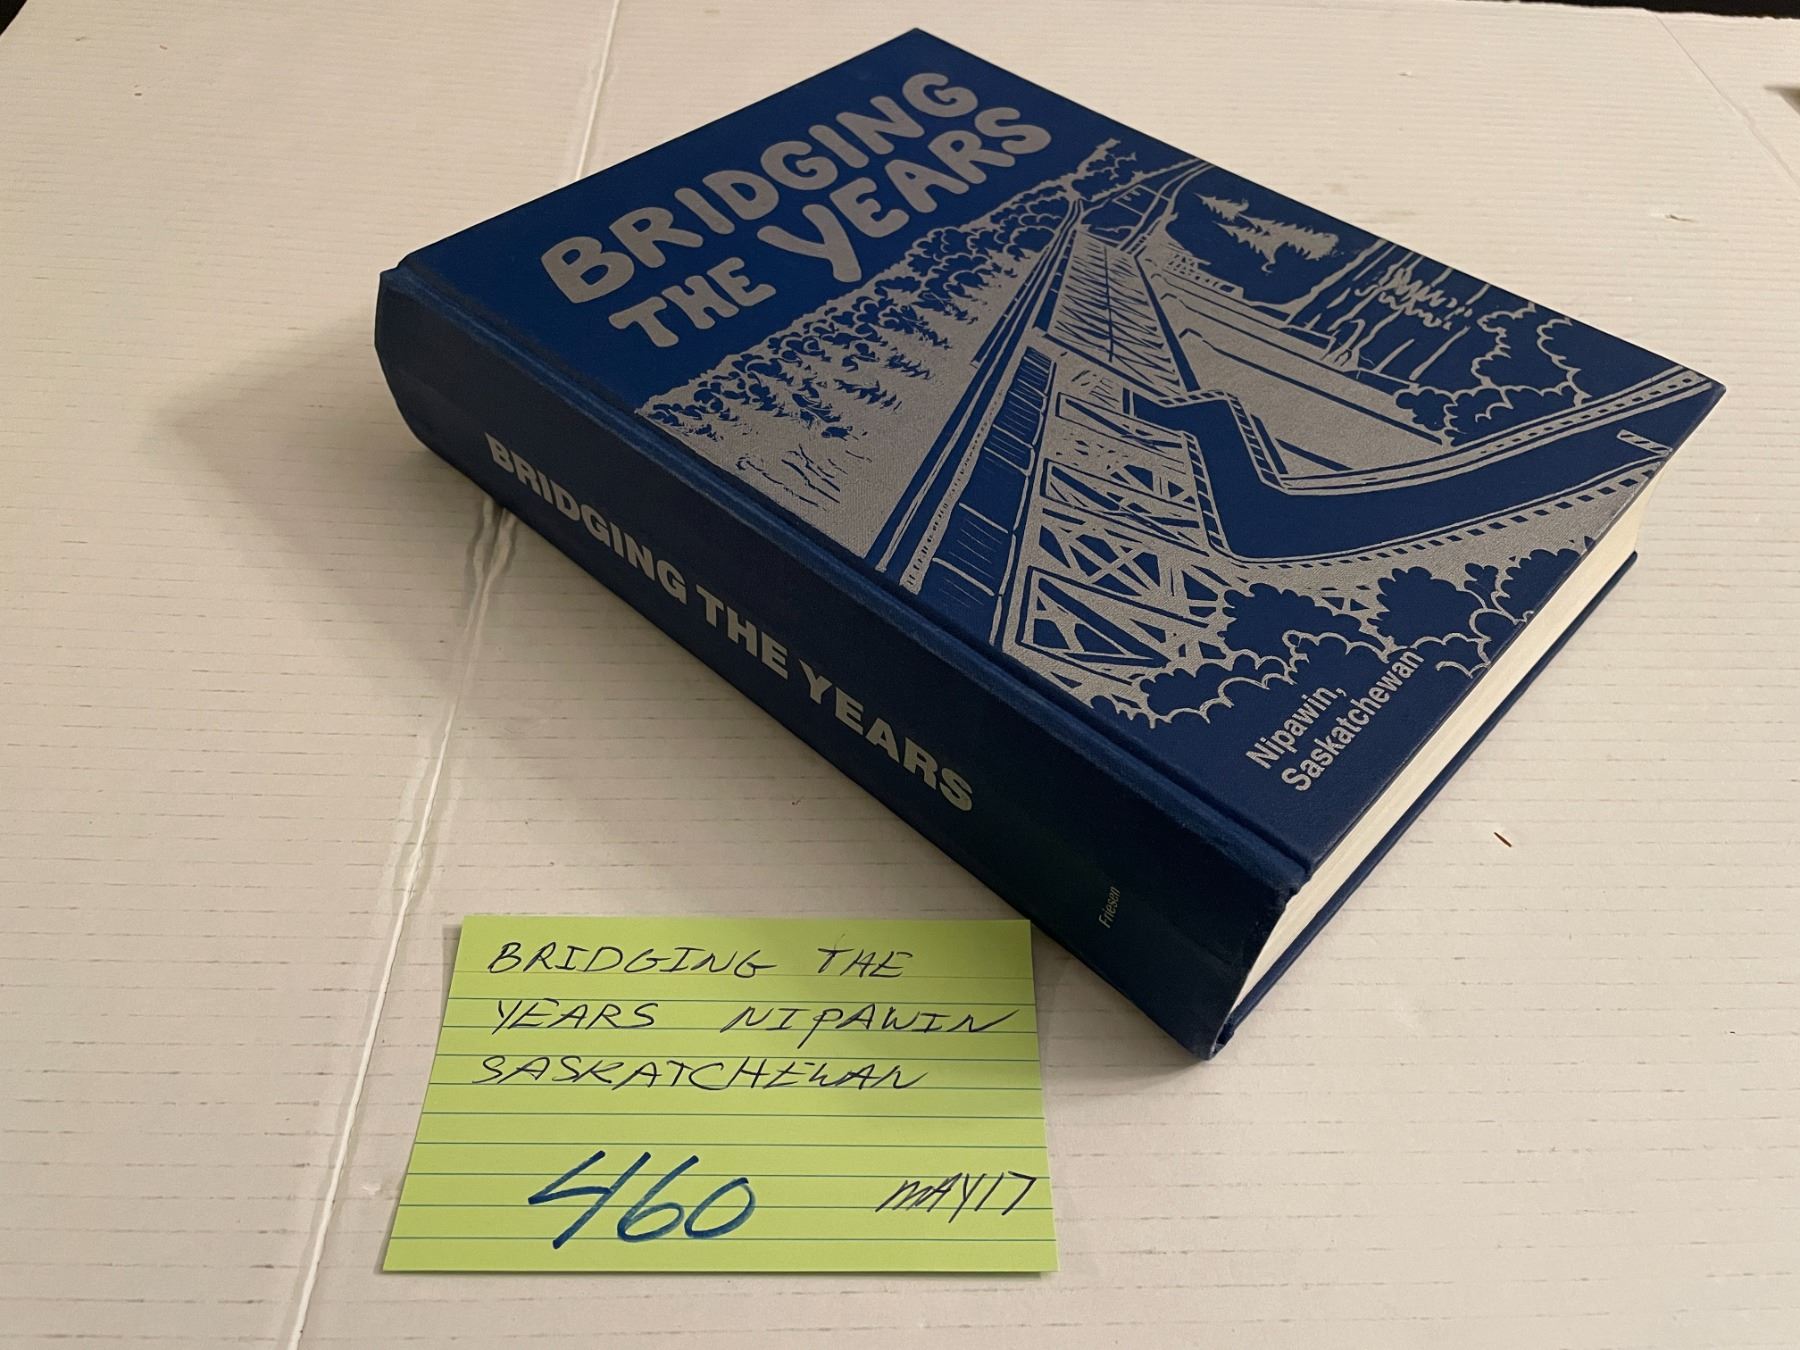 BRIDGING
THE YEARS
Nipawin,
Saskatchewan
BRIDGING THE YEARS
Friesen
BRIDGING THE
YEARS NIPAWIN
SASKATCHEWAN
460 MAY17